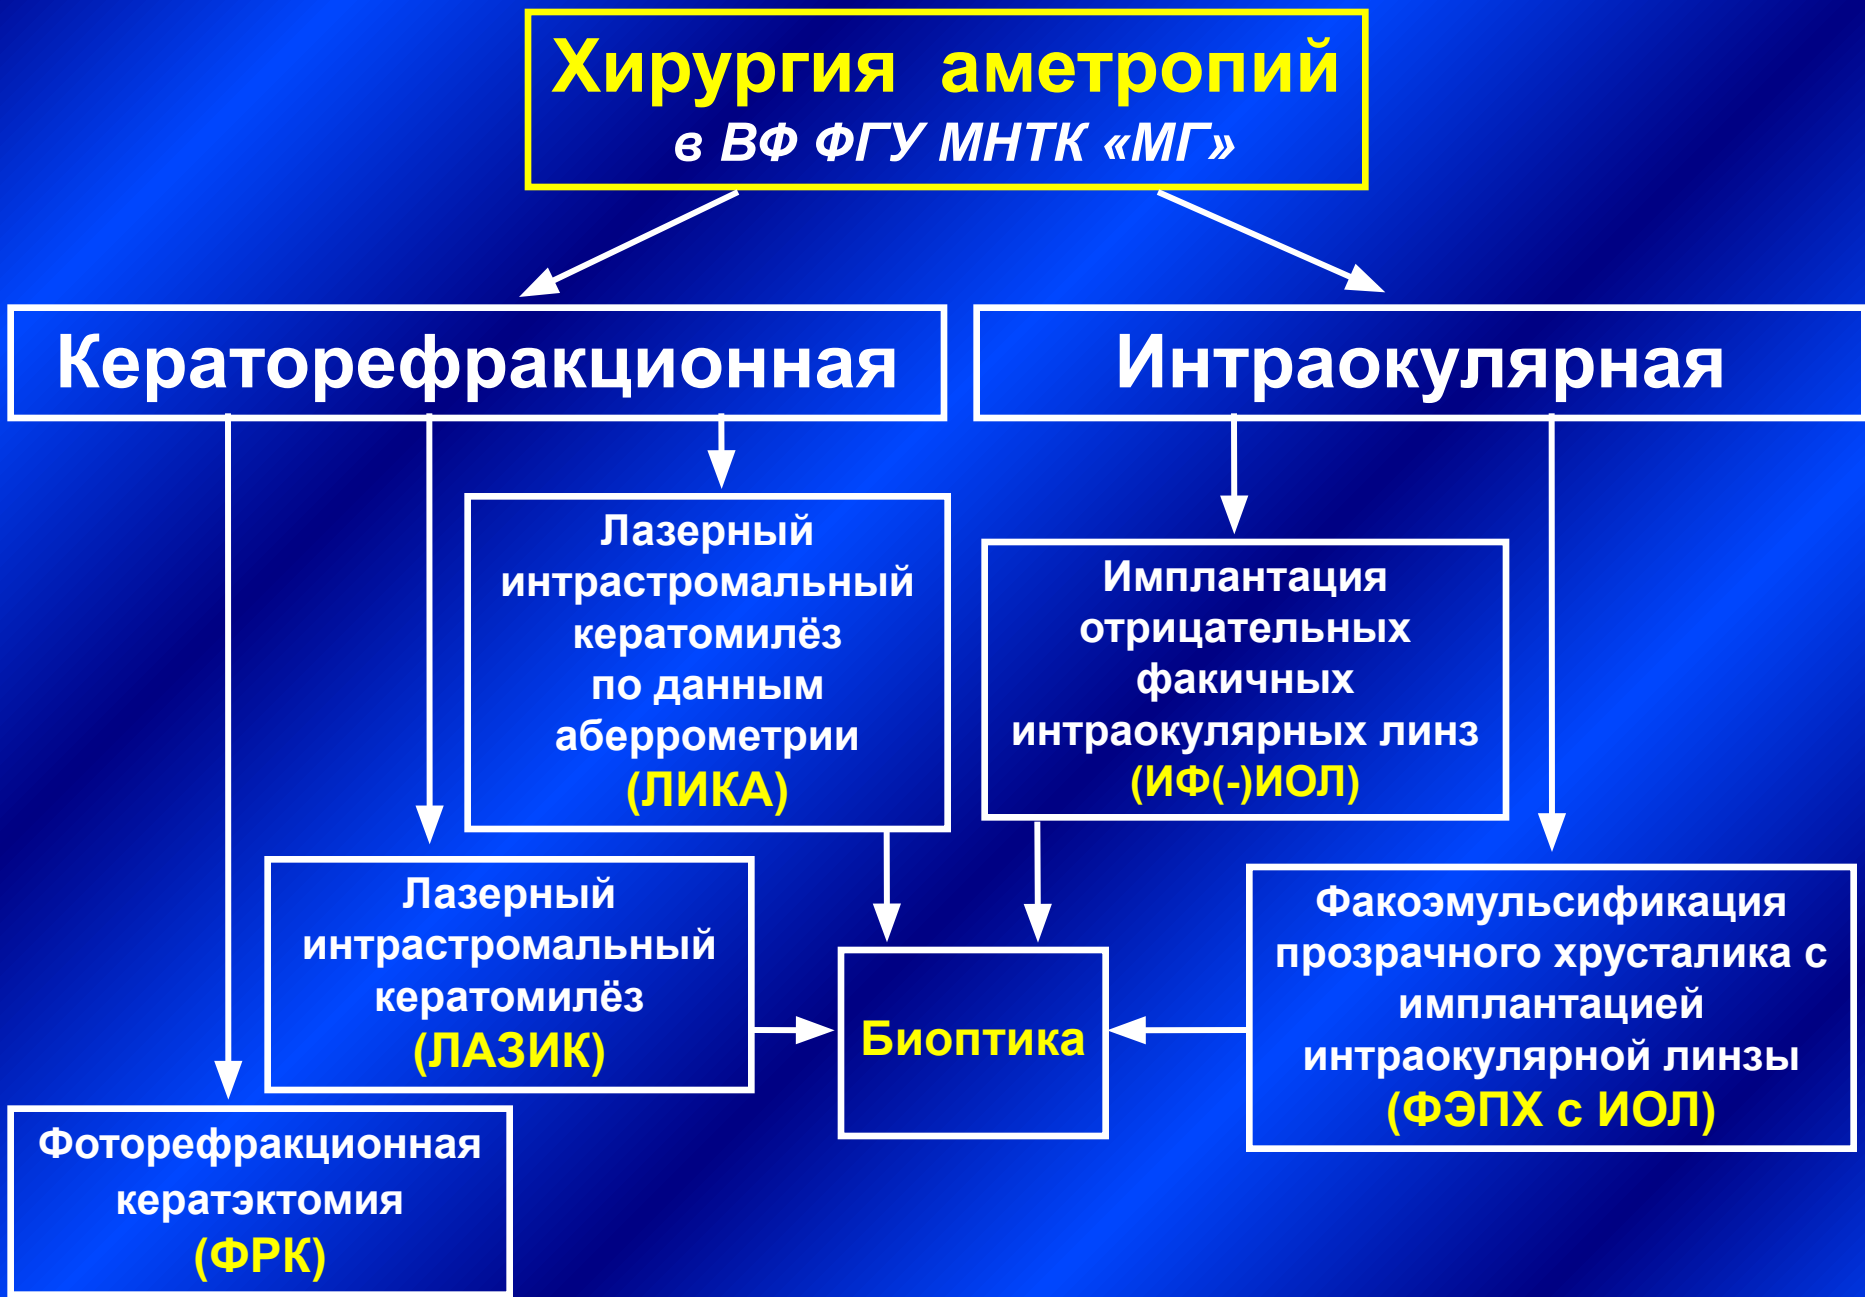 Хирургия аметропий
в ВФ ФГУ МНТК «МГ»
Кераторефракционная
Интраокулярная
Лазерный
интрастромальный
кератомилёз
по данным
аберрометрии
(ЛИКА)
Имплантация
отрицательных
факичных
интраокулярных линз
(ИФ(-)ИОЛ)
Лазерный
интрастромальный
кератомилёз
(ЛАЗИК)
Биоптика
Факоэмульсификация
прозрачного хрусталика с
имплантацией
интраокулярной линзы
(ФЭПХ с ИОЛ)
Фоторефракционная
кератэктомия
(ФРК)